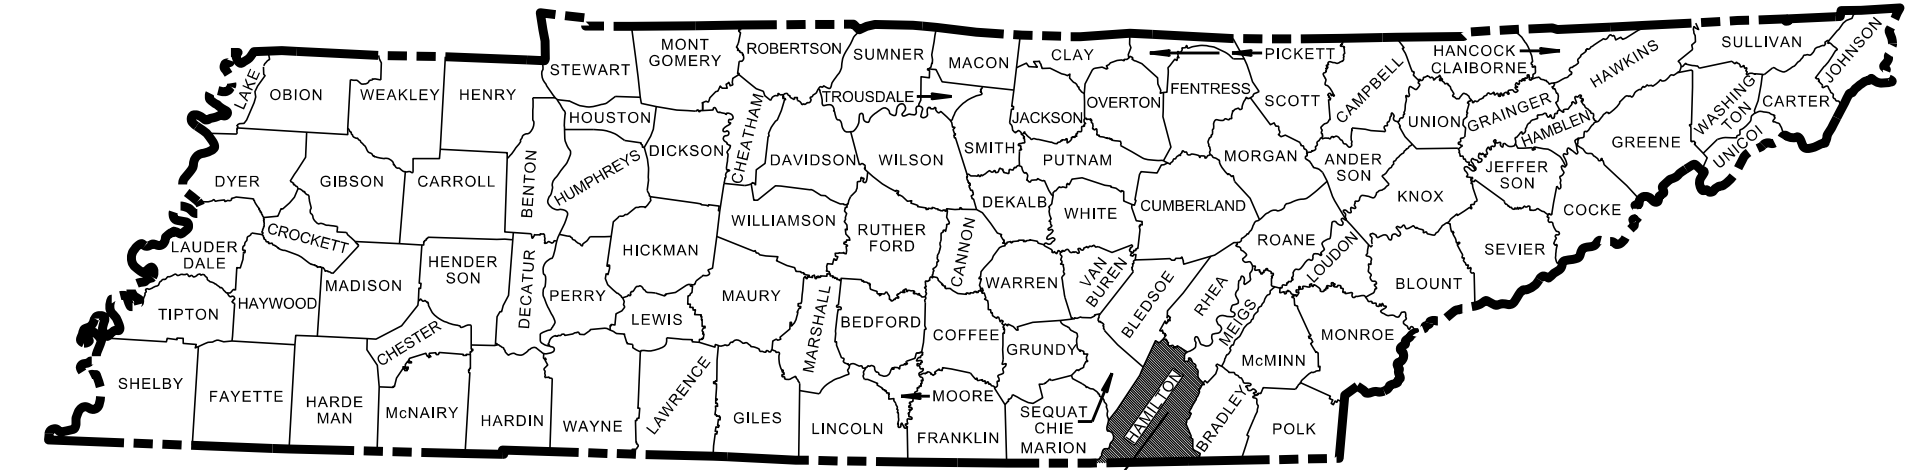 LAKE
OBION
WEAKLEY
HENRY
STEWART
MONT
GOMERY
ROBERTSON
SUMNER
MACON
CLAY
PICKETT
HANCOCK
CLAIBORNE
HAWKINS
SULLIVAN
JOHNSON
TROUSDALE
JACKSON
OVERTON
FENTRESS
SCOTT
CAMPBELL
UNION
GRAINGER
HAMBLEN
WASHING
TON
CARTER
UNICOI
GREENE
HOUSTON
DICKSON
CHEATHAM
DAVIDSON
WILSON
SMITH
PUTNAM
MORGAN
ANDER
SON
KNOX
JEFFER
SON
COCKE
DYER
GIBSON
CARROLL
BENTON
HUMPHREYS
WILLIAMSON
RUTHER
FORD
CANNON
DEKALB
WHITE
CUMBERLAND
ROANE
LOUDON
BLOUNT
SEVIER
LAUDER
DALE
CROCKETT
HAYWOOD
MADISON
HENDER
SON
DECATUR
PERRY
HICKMAN
LEWIS
MAURY
MARSHALL
BEDFORD
COFFEE
WARREN
VAN
BUREN
BLEDSOE
RHEA
MEIGS
McMINN
MONROE
TIPTON
SHELBY
FAYETTE
HARDE
MAN
CHESTER
McNAIRY
HARDIN
WAYNE
LAWRENCE
GILES
LINCOLN
MOORE
FRANKLIN
GRUNDY
SEQUAT
CHIE
MARION
HAMILTON
BRADLEY
POLK